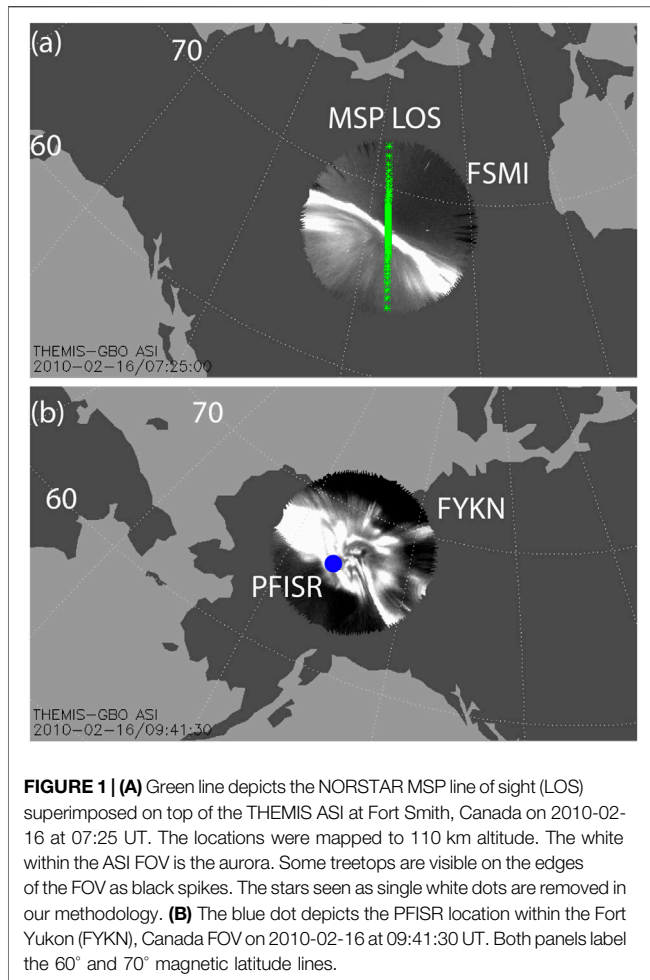 (a)
70
MSP LOS
60
FSMI
THEMIS-GBO ASI
2010-02-16/07:25:00
(b)
70
60
FYKN
PFISR
THEMIS-GBO ASI
2010-02-16/09:41:30
FIGURE 1 | (A) Green line depicts the NORSTAR MSP line of sight (LOS)
superimposed on top of the THEMIS ASI at Fort Smith, Canada on 2010-02-
16 at 07:25 UT. The locations were mapped to 110 km altitude. The white
within the ASI FOV is the aurora. Some treetops are visible on the edges
of the FOV as black spikes. The stars seen as single white dots are removed in
our methodology. (B) The blue dot depicts the PFISR location within the Fort
Yukon (FYKN), Canada FOV on 2010-02-16 at 09:41:30 UT. Both panels label
the 60° and 70° magnetic latitude lines.